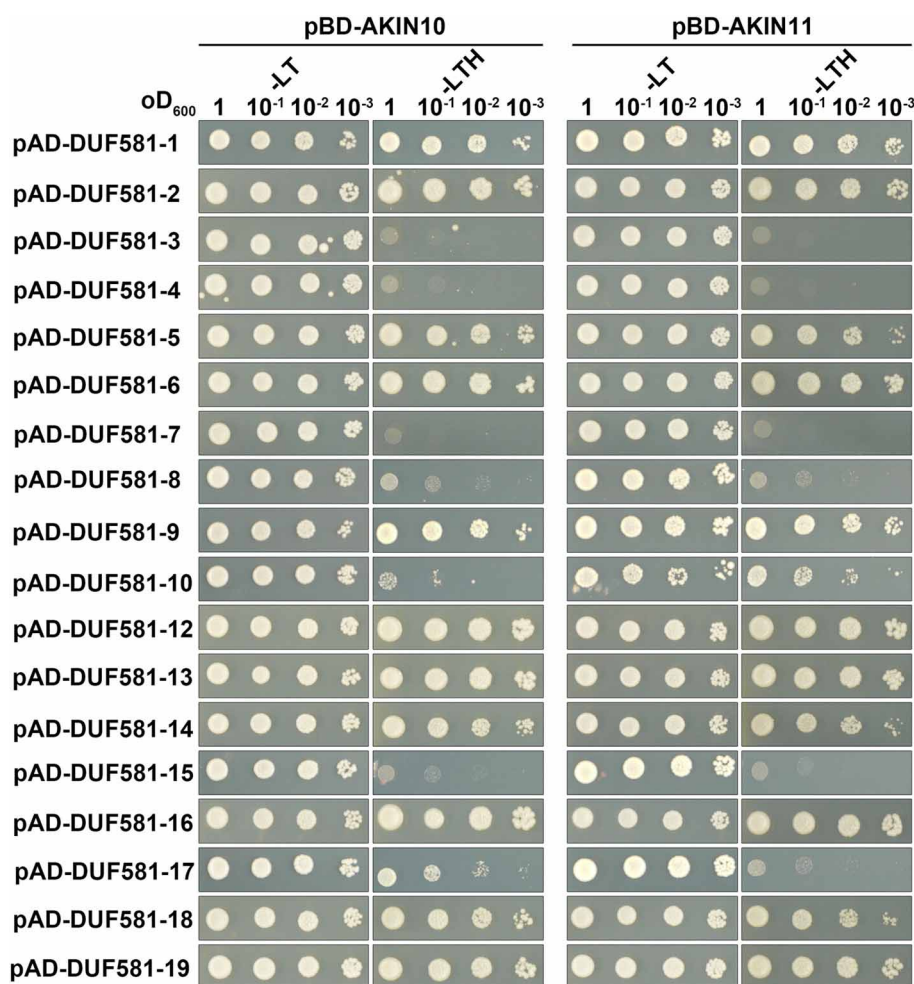 pBD-AKIN10 pBD-AKIN11
-LT -LTH -LT -LTH
oD600 1 10-1 10-2 10-3 1 10-1 10-2 10-3 1 10-1 10-2 10-3 1 10-1 10-2 10-3
pAD-DUF581-1
pAD-DUF581-2
pAD-DUF581-3
pAD-DUF581-4
pAD-DUF581-5
pAD-DUF581-6
pAD-DUF581-7
pAD-DUF581-8
pAD-DUF581-9
pAD-DUF581-10
pAD-DUF581-12
pAD-DUF581-13
pAD-DUF581-14
pAD-DUF581-15
pAD-DUF581-16
pAD-DUF581-17
pAD-DUF581-18
pAD-DUF581-19